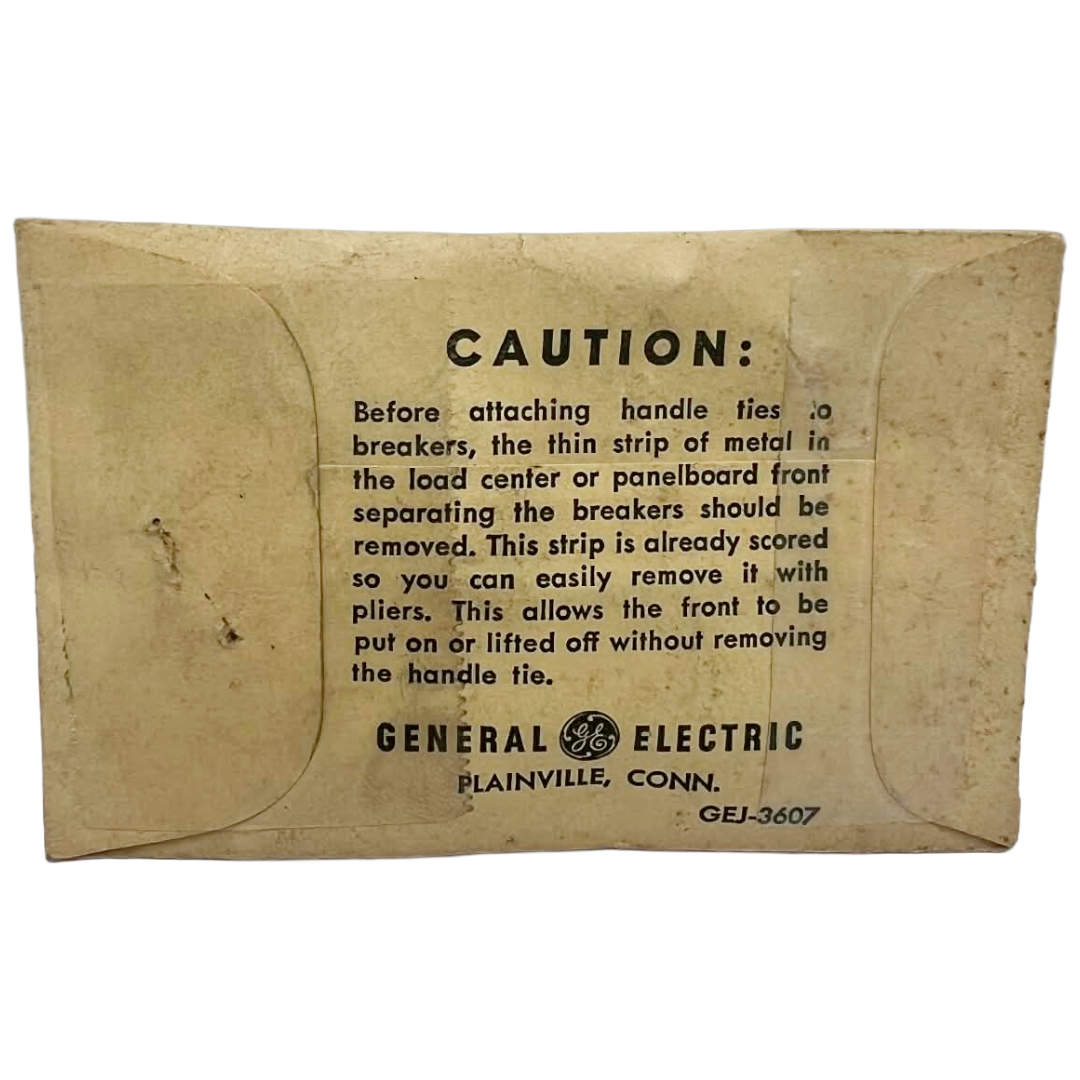 CAUTION:
Before attaching handle ties to
breakers, the thin strip of metal in
the load center or panelboard front
separating the breakers should be
removed. This strip is already scored
so you can easily remove it with
pliers. This allows the front to be
put on or lifted off without removing
the handle tie.
GENERAL GE ELECTRIC
PLAINVILLE, CONN.
GEJ-3607